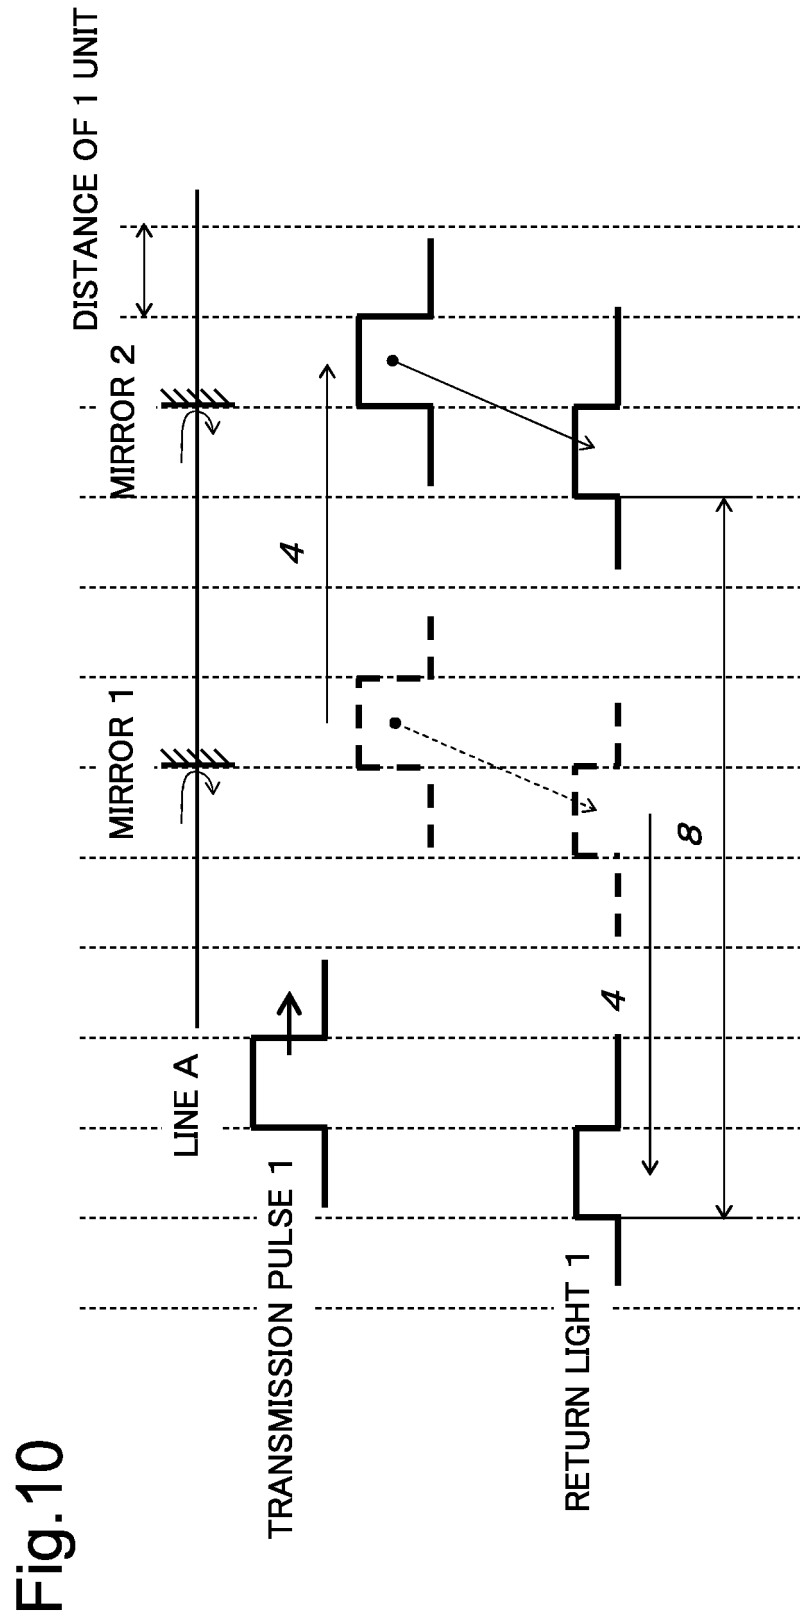 Fig.10
DISTANCE OF 1 UNIT
MIRROR 1
MIRROR 2
LINE A
TRANSMISSION PULSE 1
4
RETURN LIGHT 1
4
8